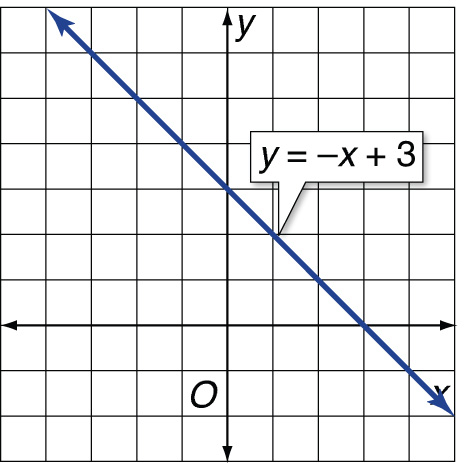 y
y = –x + 3
O
x